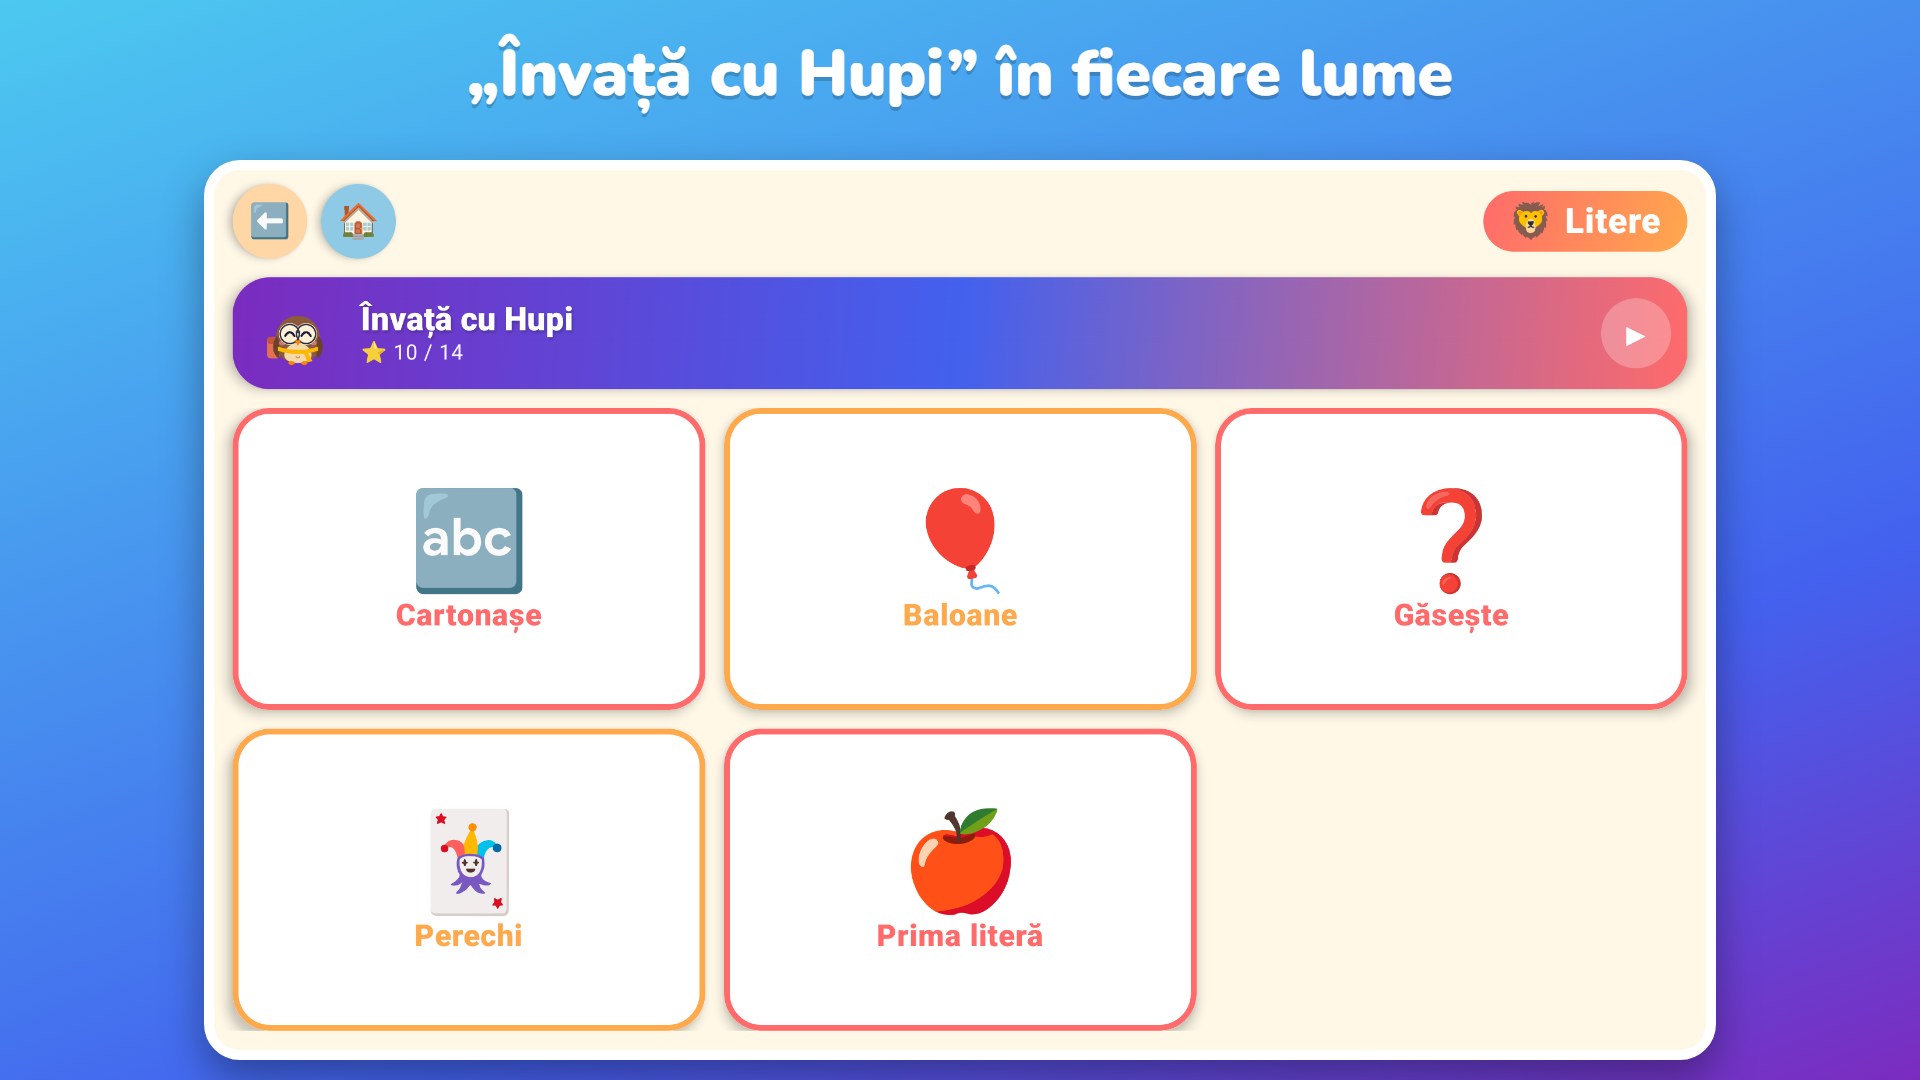 „Învață cu Hupi” în fiecare lume
Litere
Învață cu Hupi
10 / 14
abc
Cartonașe
Baloane
Găsește
Perechi
Prima literă